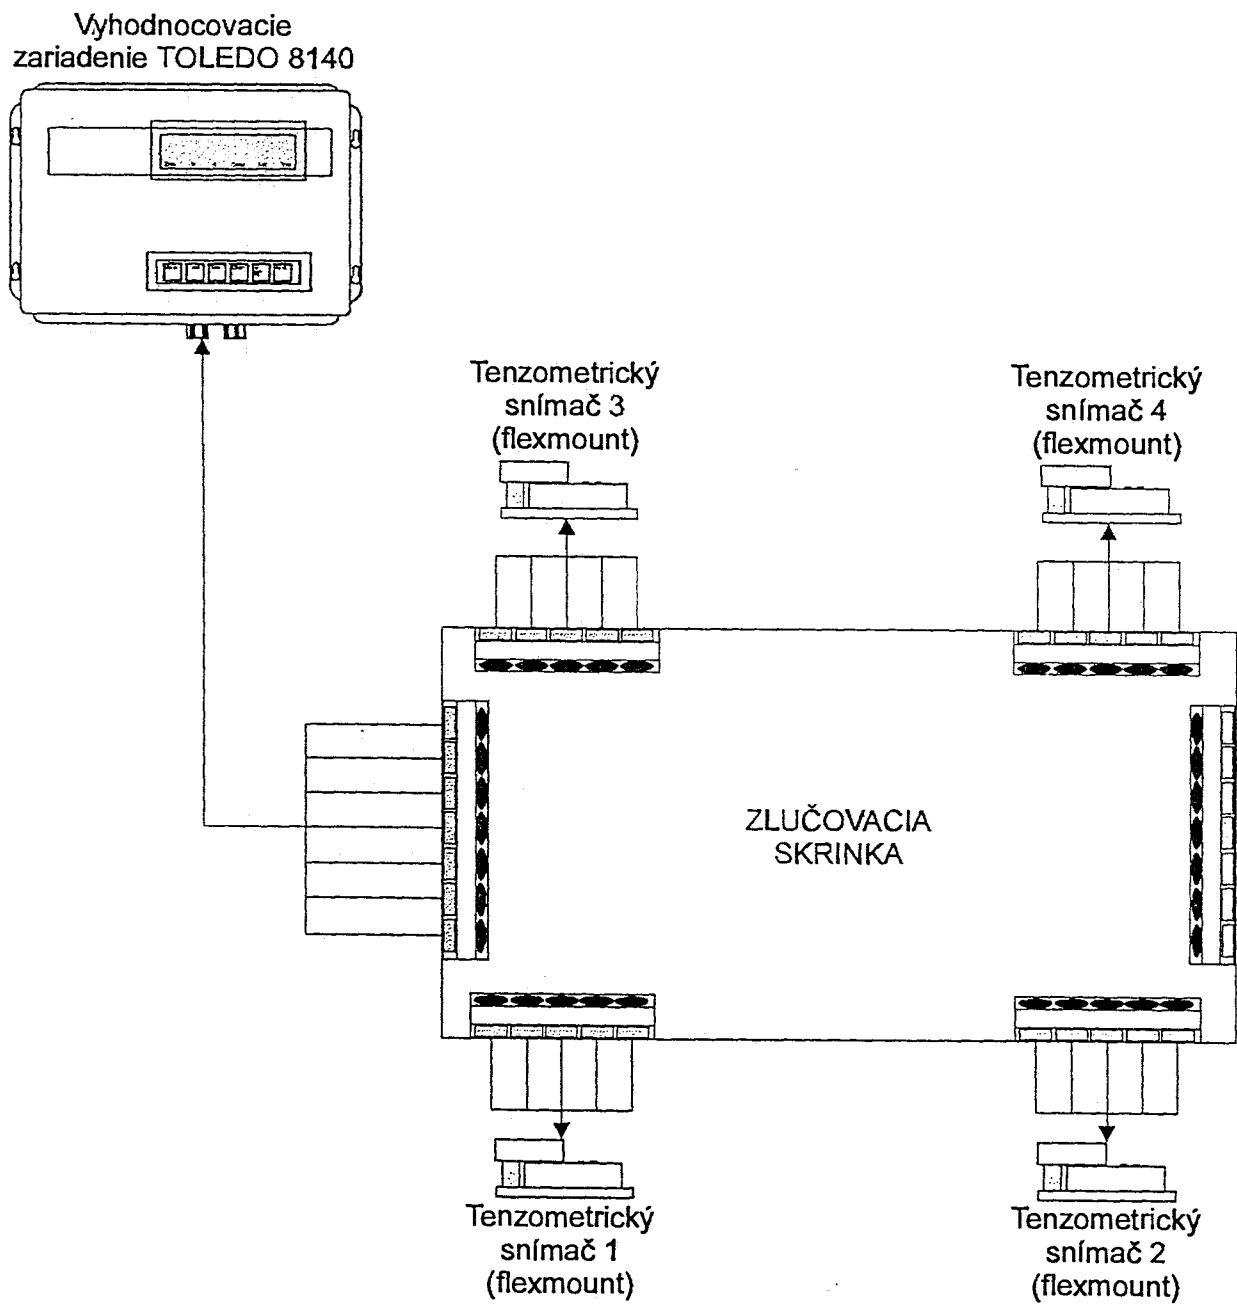 Vyhodnocovacie
zariadenie TOLEDO 8140
Tenzometrický
snímač 3
(flexmount)
Tenzometrický
snímač 4
(flexmount)
ZLUČOVACIA
SKRINKA
Tenzometrický
snímač 1
(flexmount)
Tenzometrický
snímač 2
(flexmount)